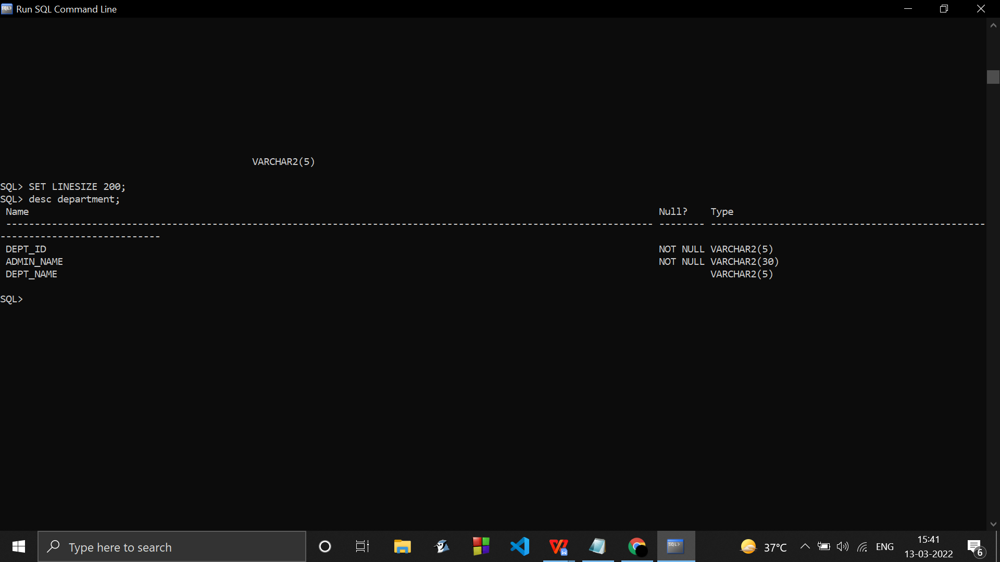 Run SQL Command Line
VARCHAR2(5)
SQL> SET LINESIZE 200;
SQL> desc department;
Name Null? Type
----------------------------------------------------------------------------------------------------------------- -------- ------------------------------------------------
----------------------------
DEPT_ID NOT NULL VARCHAR2(5)
ADMIN_NAME NOT NULL VARCHAR2(30)
DEPT_NAME VARCHAR2(5)
SQL>
Type here to search
37°C
ENG
15:41
13-03-2022
6